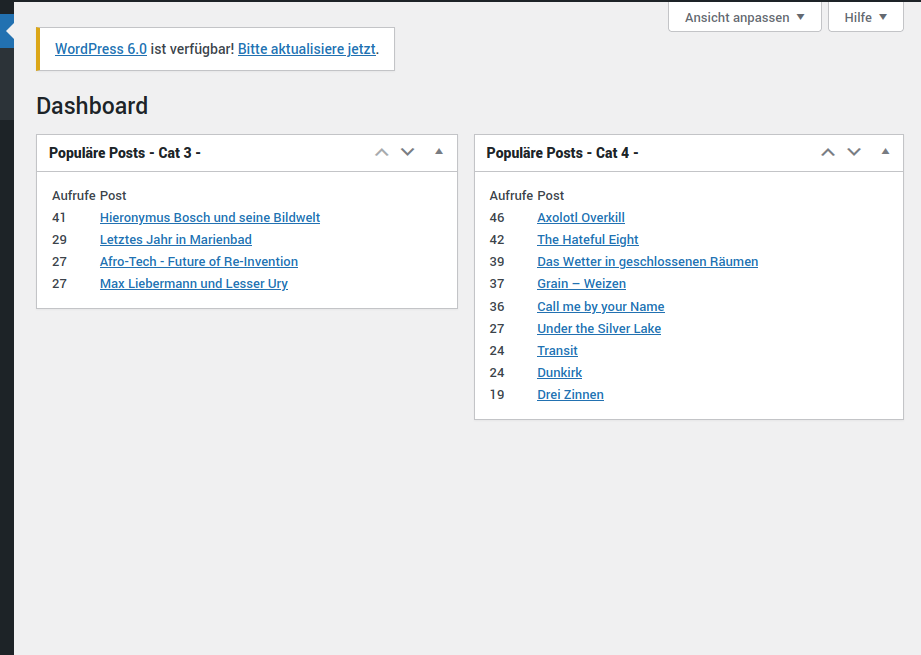 Ansicht anpassen
Hilfe
WordPress 6.0 ist verfügbar! Bitte aktualisiere jetzt.
Dashboard
Populäre Posts - Cat 3 -
Aufrufe Post
41 Hieronymus Bosch und seine Bildwelt
29 Letztes Jahr in Marienbad
27 Afro-Tech - Future of Re-Invention
27 Max Liebermann und Lesser Ury
Populäre Posts - Cat 4 -
Aufrufe Post
46 Axolotl Overkill
42 The Hateful Eight
39 Das Wetter in geschlossenen Räumen
37 Grain – Weizen
36 Call me by your Name
27 Under the Silver Lake
24 Transit
24 Dunkirk
19 Drei Zinnen